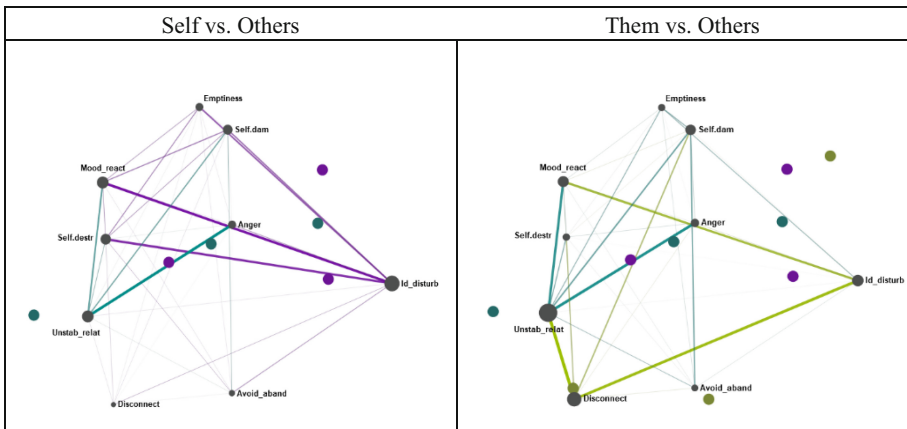 Self vs. Others
Them vs. Others
Emptiness
Self.dam
Mood_react
Anger
Self.destr
Id_disturb
Unstab_relat
Avoid_aband
Disconnect
Emptiness
Self.dam
Mood_react
Anger
Self.destr
Id_disturb
Unstab_relat
Avoid_aband
Disconnect